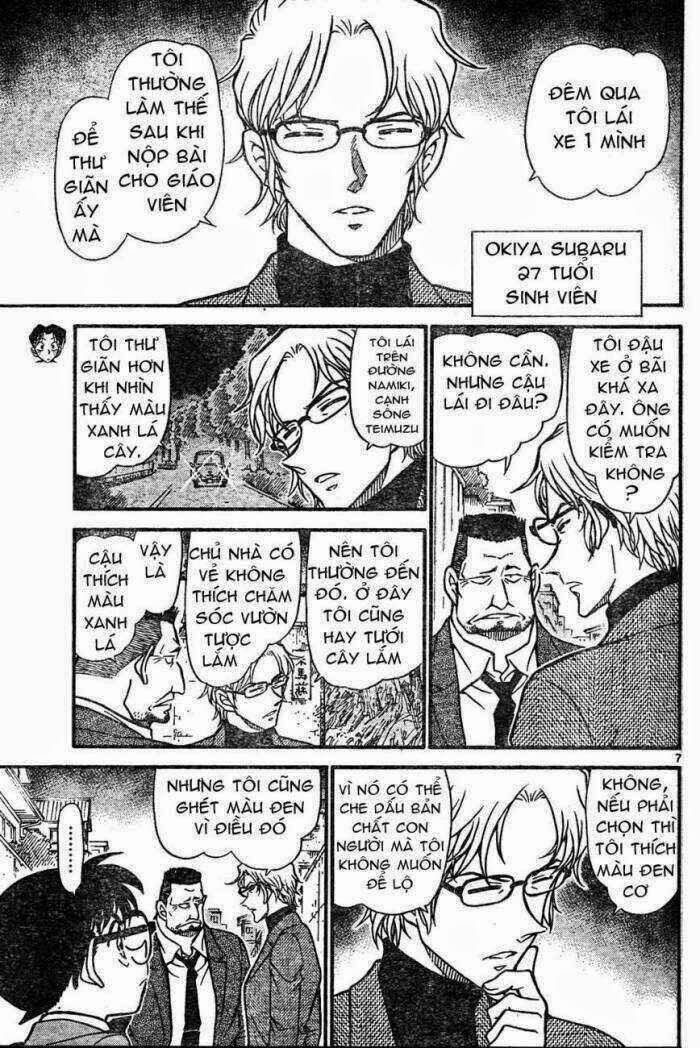 ĐÊM QUA
TÔI LÁI
XE 1 MÌNH
TÔI
THƯỜNG
LÀM THẾ
SAU KHI
NỘP BÀI
CHO GIÁO
VIÊN
ĐỂ
THƯ
GIÃN
ẤY
MÀ
OKIYA SUBARU
27 TUỔI
SINH VIÊN
TÔI ĐẬU
XE Ở BÃI
KHÁ XA
ĐÂY. ÔNG
CÓ MUỐN
KIỂM TRA
KHÔNG
?
KHÔNG CẦN.
NHƯNG CẬU
LÁI ĐI ĐÂU?
TÔI LÁI
TRÊN
ĐƯỜNG
NAMIKI,
CẠNH
SÔNG
TEIMUZU
TÔI THƯ
GIÃN HƠN
KHI NHÌN
THẤY MÀU
XANH LÁ
CÂY.
NÊN TÔI
THƯỜNG ĐẾN
ĐÓ. Ở ĐÂY
TÔI CŨNG
HAY TƯỚI
CÂY LẮM
CHỦ NHÀ CÓ
VẺ KHÔNG
THÍCH CHĂM
SÓC VƯỜN
TƯỢC
LẮM
VẬY
LÀ
CẬU
THÍCH
MÀU
XANH LÁ
不馬荘
7
KHÔNG,
NẾU PHẢI
CHỌN THÌ
TÔI THÍCH
MÀU ĐEN
CƠ
VÌ NÓ CÓ THỂ
CHE DẤU BẢN
CHẤT CON
NGƯỜI MÀ TÔI
KHÔNG MUỐN
ĐỂ LỘ
NHƯNG TÔI CŨNG
GHÉT MÀU ĐEN
VÌ ĐIỀU ĐÓ
........